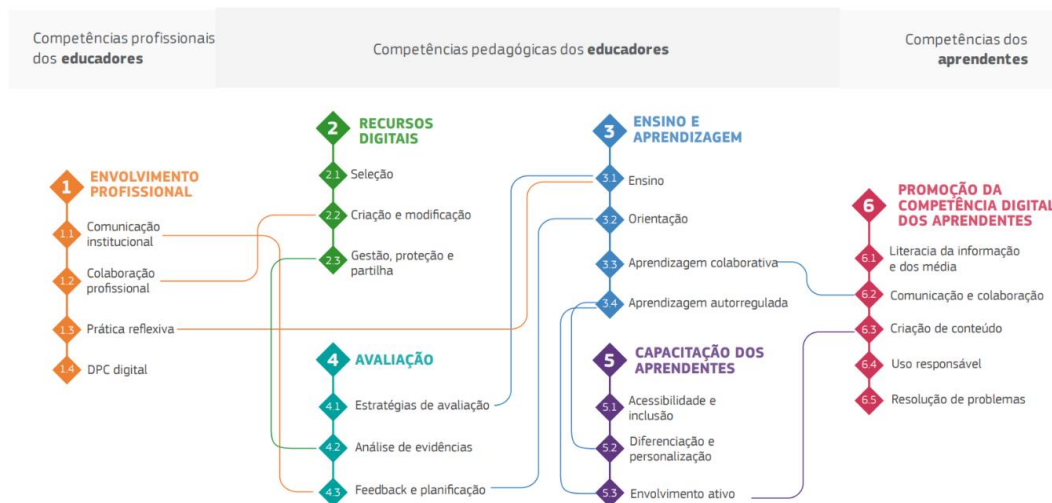 Competências profissionais
dos educadores
Competências pedagógicas dos educadores
Competências dos
aprendentes
1
ENVOLVIMENTO
PROFISSIONAL
1.1
Comunicação
institucional
1.2
Colaboração
profissional
1.3
Prática reflexiva
1.4
DPC digital
2
RECURSOS
DIGITAIS
2.1
Seleção
2.2
Criação e modificação
2.3
Gestão, proteção e
partilha
3
ENSINO E
APRENDIZAGEM
3.1
Ensino
3.2
Orientação
3.3
Aprendizagem colaborativa
3.4
Aprendizagem autorregulada
4
AVALIAÇÃO
4.1
Estratégias de avaliação
4.2
Análise de evidências
4.3
Feedback e planificação
5
CAPACITAÇÃO DOS
APRENDENTES
5.1
Acessibilidade e
inclusão
5.2
Diferenciação e
personalização
5.3
Envolvimento ativo
6
PROMOÇÃO DA
COMPETÊNCIA DIGITAL
DOS APRENDENTES
6.1
Literacia da informação
e dos média
6.2
Comunicação e colaboração
6.3
Criação de conteúdo
6.4
Uso responsável
6.5
Resolução de problemas